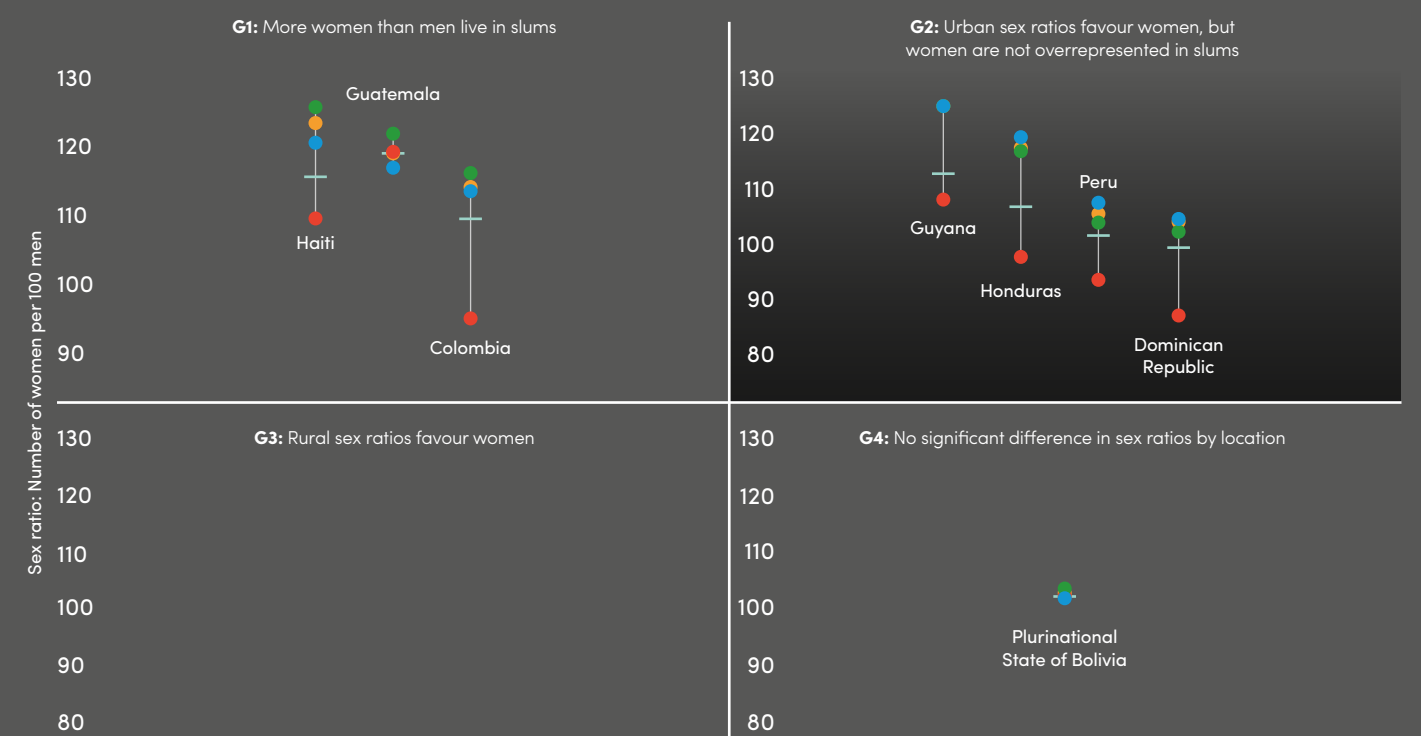 G1: More women than men live in slums
130
Guatemala
120
110
Haiti
100
90
Colombia
G2: Urban sex ratios favour women, but
women are not overrepresented in slums
130
120
Peru
110
Guyana
100
Honduras
90
80
Dominican
Republic
Sex ratio: Number of women per 100 men
G3: Rural sex ratios favour women
130
120
110
100
90
80
G4: No significant difference in sex ratios by location
130
120
110
100
Plurinational
State of Bolivia
90
80